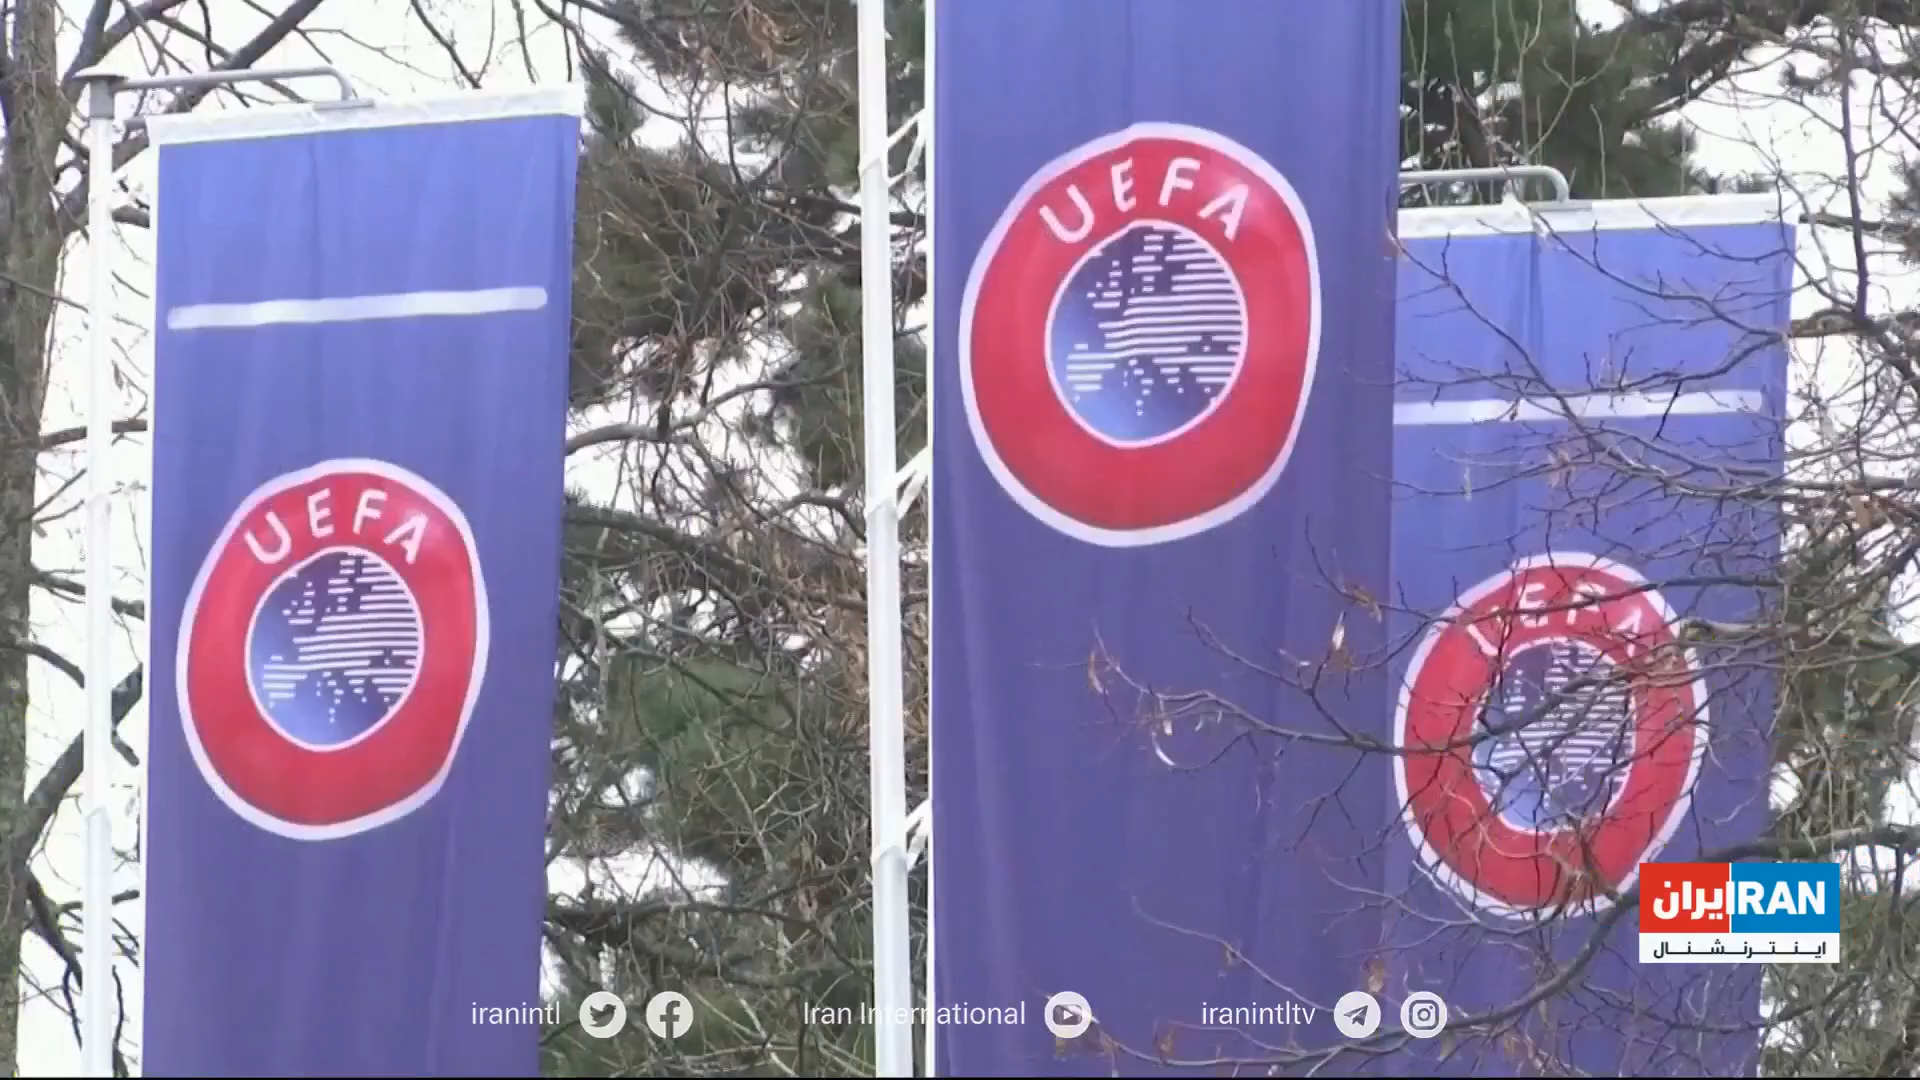 UEFA
UEFA
UEFA
ایران IRAN
اینترنشنال
iranintl
Iran International
iranintltv